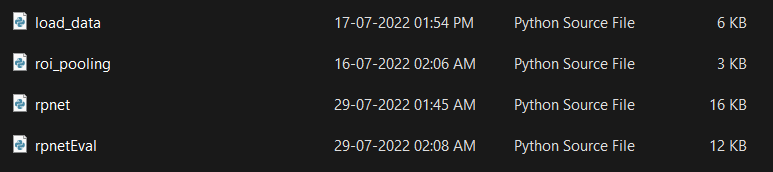 load_data 17-07-2022 01:54 PM Python Source File 6 KB
roi_pooling 16-07-2022 02:06 AM Python Source File 3 KB
rpnet 29-07-2022 01:45 AM Python Source File 16 KB
rpnetEval 29-07-2022 02:08 AM Python Source File 12 KB